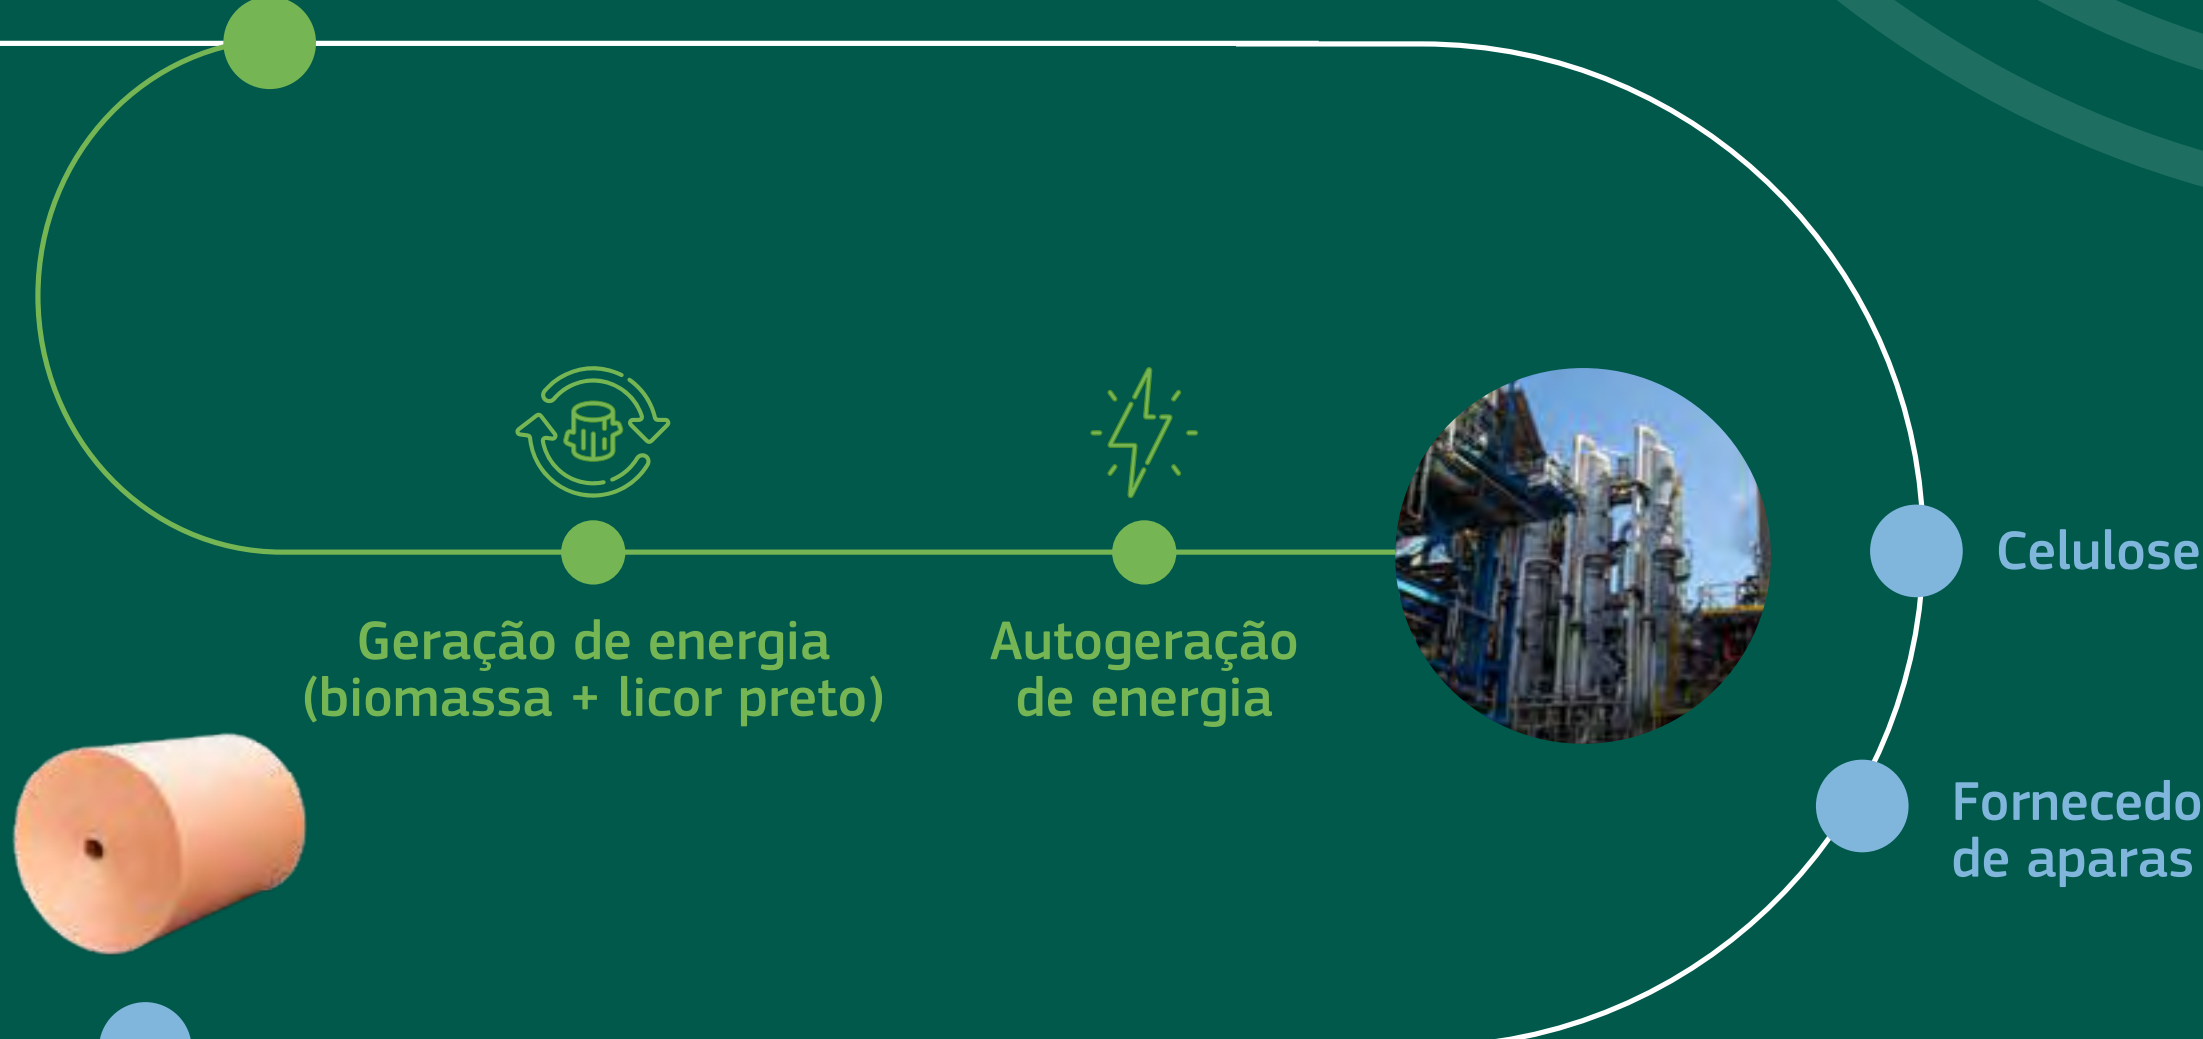 Celulose
Geração de energia
(biomassa + licor preto)
Autogeração
de energia
de aparas